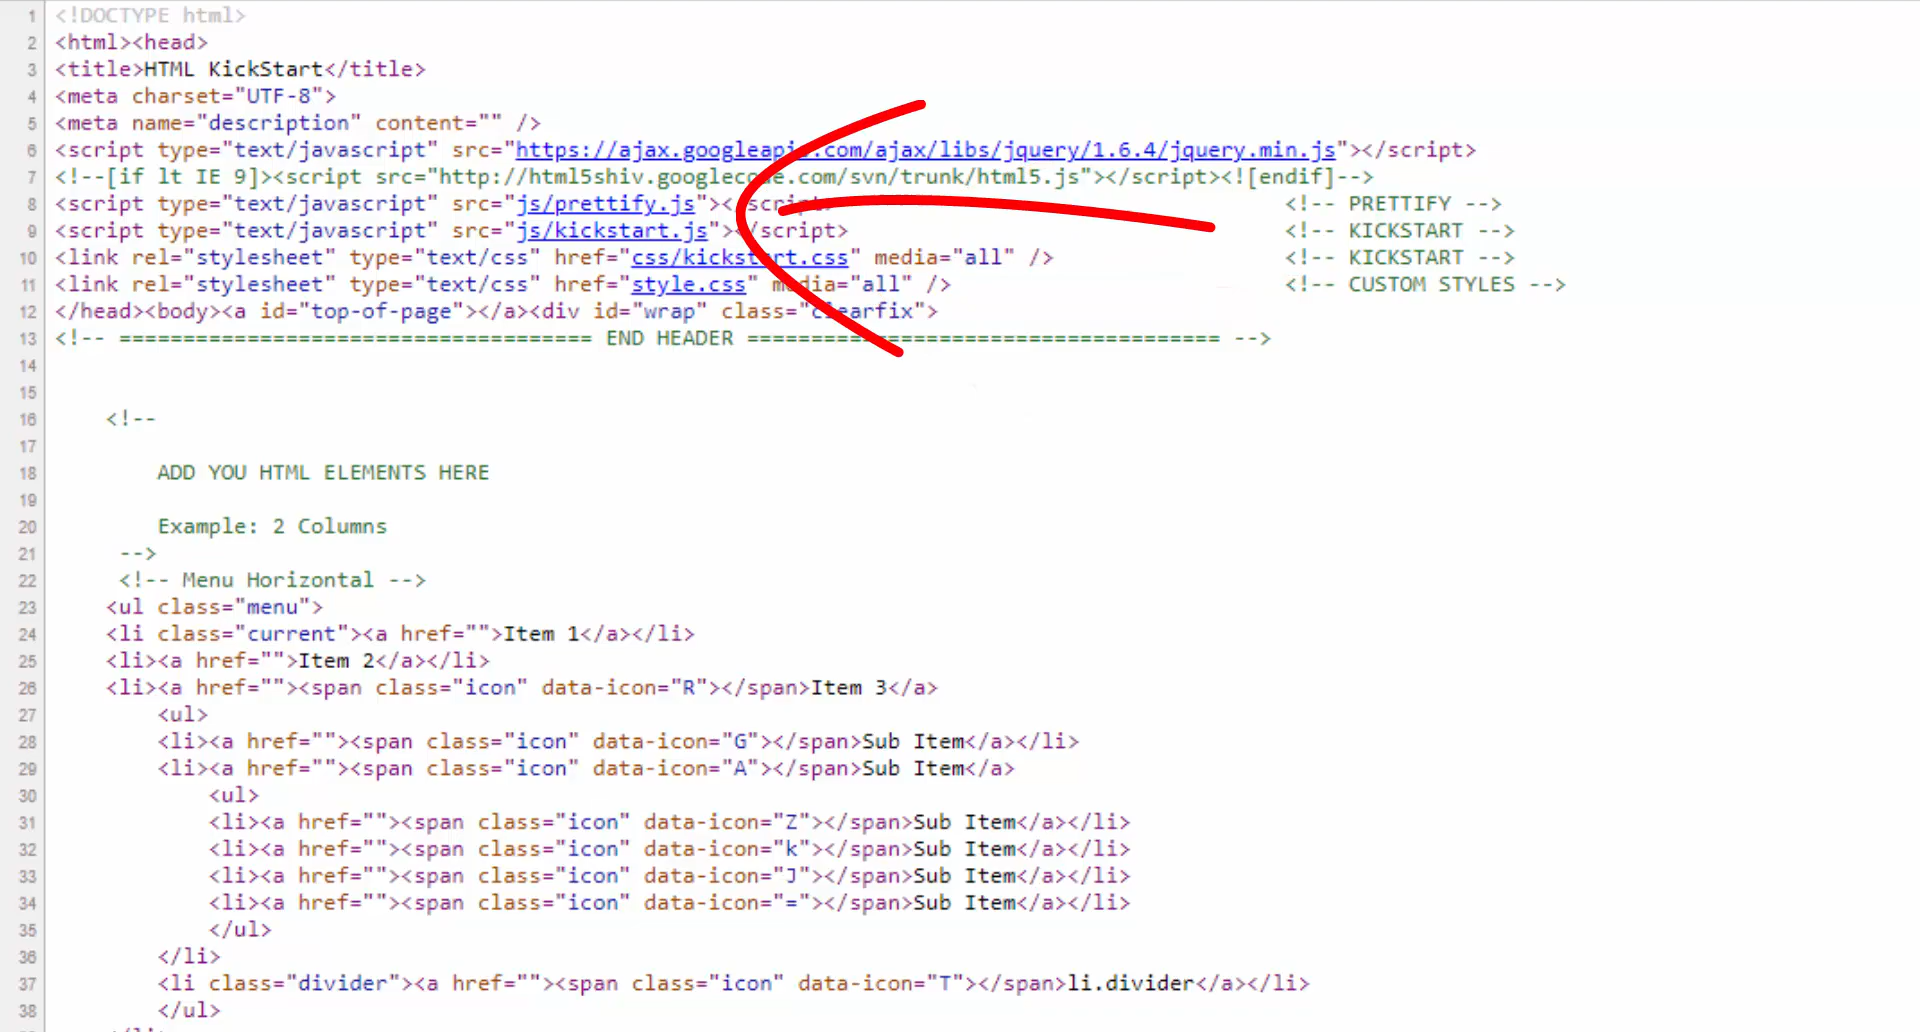 1 <!DOCTYPE html>
2 <html><head>
3 <title>HTML KickStart</title>
4 <meta charset="UTF-8">
5 <meta name="description" content="" />
6 <script type="text/javascript" src="https://ajax.googleapis.com/ajax/libs/jquery/1.6.4/jquery.min.js"></script>
7 <!--[if lt IE 9]><script src="http://html5shiv.googlecode.com/svn/trunk/html5.js"></script><![endif]-->
8 <script type="text/javascript" src="js/prettify.js"></script> <!-- PRETTIFY -->
9 <script type="text/javascript" src="js/kickstart.js"></script> <!-- KICKSTART -->
10 <link rel="stylesheet" type="text/css" href="css/kickstart.css" media="all" /> <!-- KICKSTART -->
11 <link rel="stylesheet" type="text/css" href="style.css" media="all" /> <!-- CUSTOM STYLES -->
12 </head><body><a id="top-of-page"></a><div id="wrap" class="clearfix">
13 <!-- ===================================== END HEADER ===================================== -->
14
15
16 <!--
17
18 ADD YOU HTML ELEMENTS HERE
19
20 Example: 2 Columns
21 -->
22 <!-- Menu Horizontal -->
23 <ul class="menu">
24 <li class="current"><a href="">Item 1</a></li>
25 <li><a href="">Item 2</a></li>
26 <li><a href=""><span class="icon" data-icon="R"></span>Item 3</a>
27 <ul>
28 <li><a href=""><span class="icon" data-icon="G"></span>Sub Item</a></li>
29 <li><a href=""><span class="icon" data-icon="A"></span>Sub Item</a>
30 <ul>
31 <li><a href=""><span class="icon" data-icon="Z"></span>Sub Item</a></li>
32 <li><a href=""><span class="icon" data-icon="k"></span>Sub Item</a></li>
33 <li><a href=""><span class="icon" data-icon="J"></span>Sub Item</a></li>
34 <li><a href=""><span class="icon" data-icon="="></span>Sub Item</a></li>
35 </ul>
36 </li>
37 <li class="divider"><a href=""><span class="icon" data-icon="T"></span>li.divider</a></li>
38 </ul>